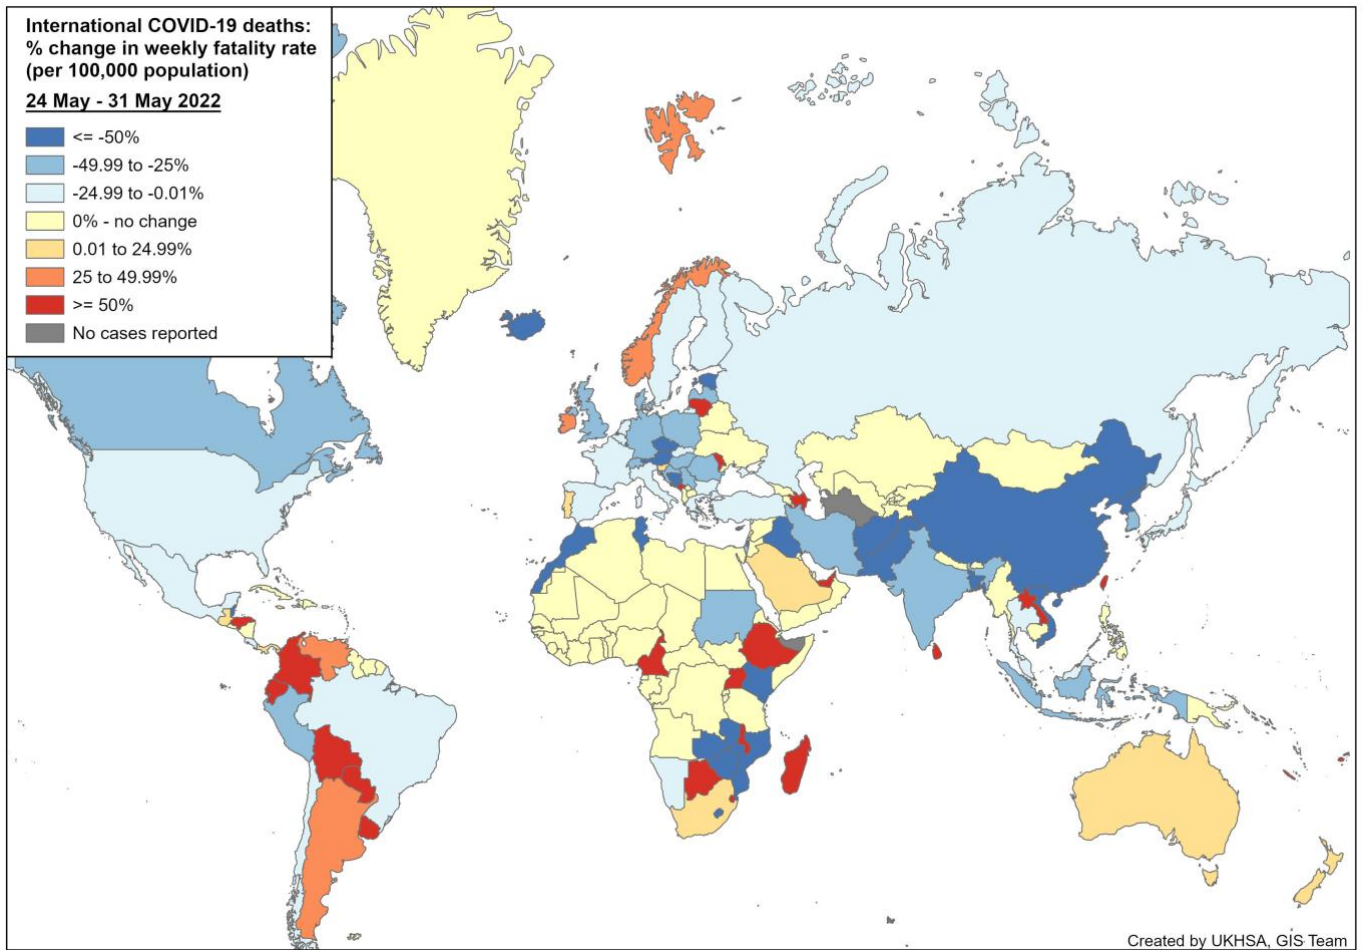 International COVID-19 deaths:
% change in weekly fatality rate
(per 100,000 population)
24 May - 31 May 2022
<= -50%
-49.99 to -25%
-24.99 to -0.01%
0% - no change
0.01 to 24.99%
25 to 49.99%
>= 50%
No cases reported
Created by UKHSA, GIS Team